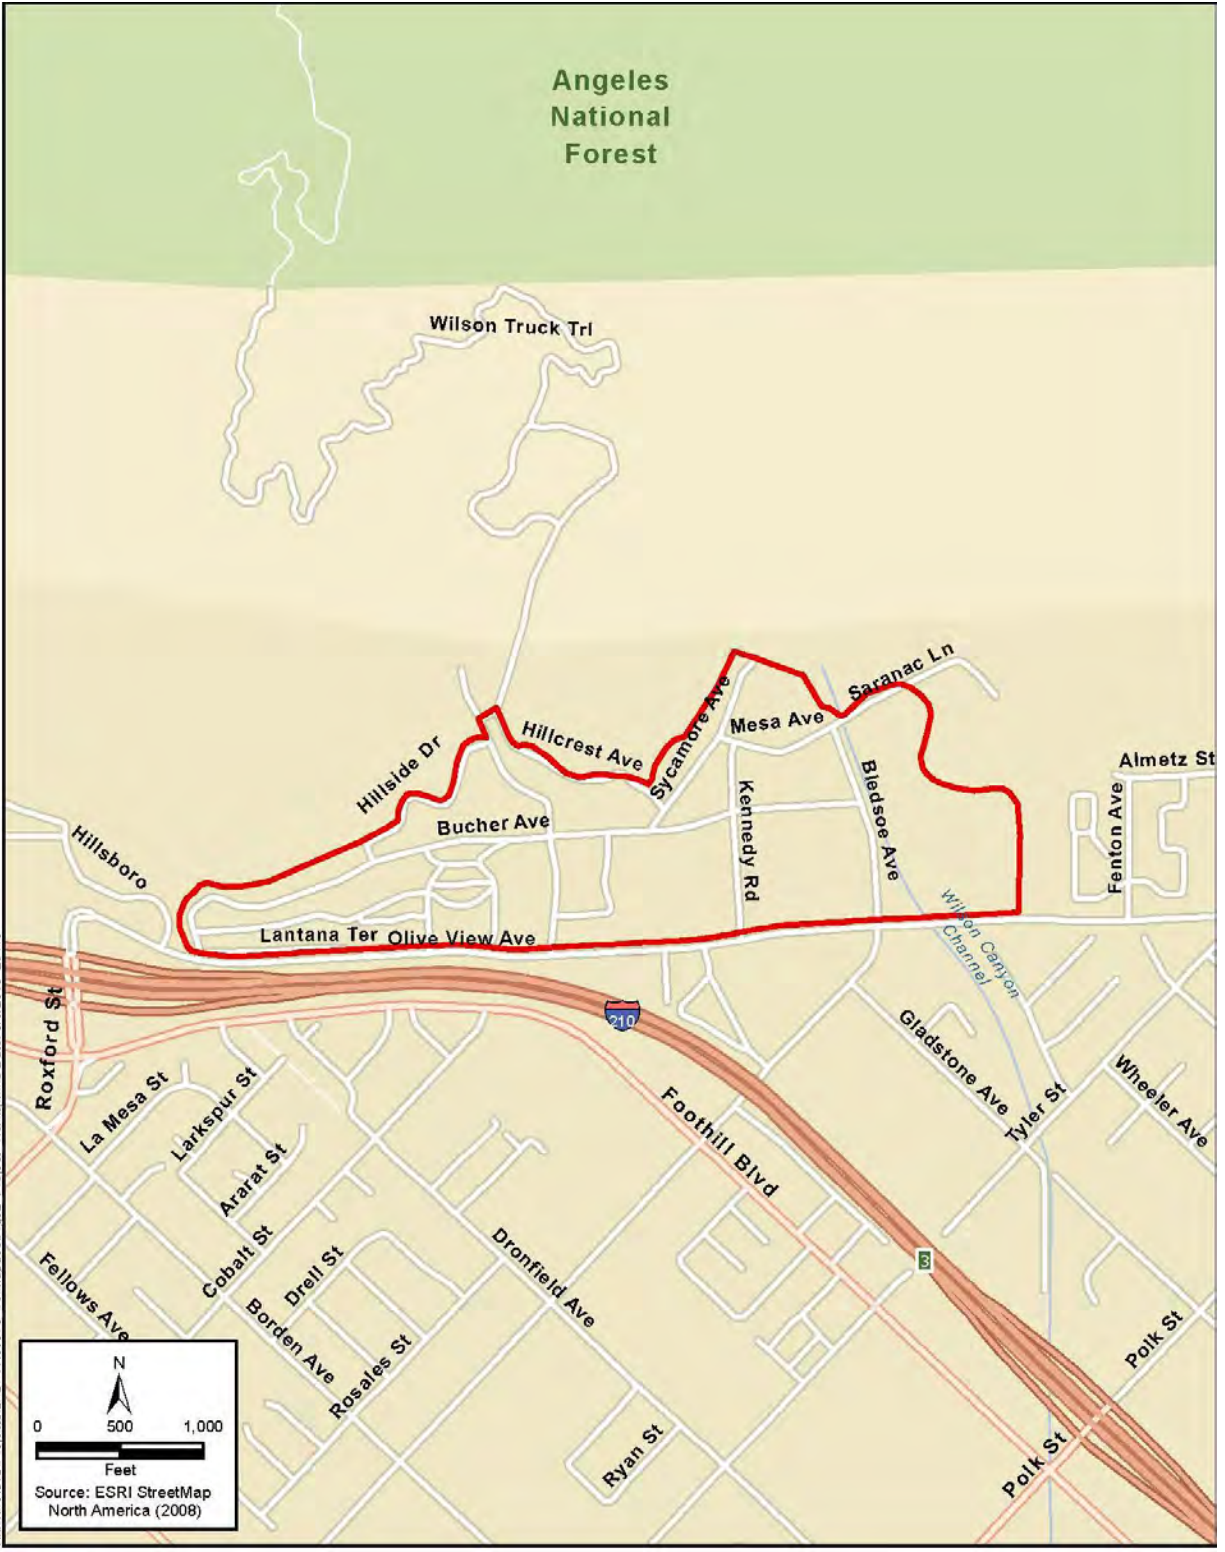 Angeles
National
Forest
Wilson Truck Trl
Saranac Ln
Sycamore Ave
Mesa Ave
Hillcrest Ave
Hillside Dr
Almetz St
Bledsoe Ave
Kennedy Rd
Fenton Ave
Bucher Ave
Hillsboro
Wilson Canyon
Channel
Lantana Ter
Olive View Ave
210
Roxford St
Gladstone Ave
Tyler St
Wheeler Ave
La Mesa St
Larkspur St
Ararat St
Foothill Blvd
Cobalt St
Drell St
Dronfield Ave
Fellows Ave
Borden Ave
Rosales St
3
Polk St
Ryan St
Polk St
N
0 500 1,000
Feet
Source: ESRI StreetMap
North America (2008)